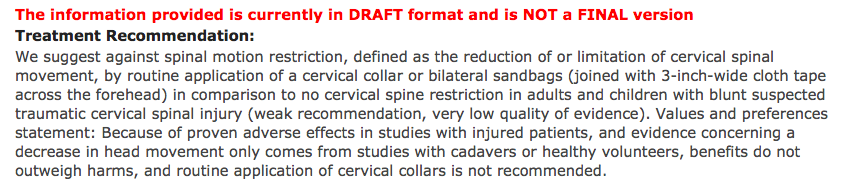 The information provided is currently in DRAFT format and is NOT a FINAL version
Treatment Recommendation:
We suggest against spinal motion restriction, defined as the reduction of or limitation of cervical spinal
movement, by routine application of a cervical collar or bilateral sandbags (joined with 3-inch-wide cloth tape
across the forehead) in comparison to no cervical spine restriction in adults and children with blunt suspected
traumatic cervical spinal injury (weak recommendation, very low quality of evidence). Values and preferences
statement: Because of proven adverse effects in studies with injured patients, and evidence concerning a
decrease in head movement only comes from studies with cadavers or healthy volunteers, benefits do not
outweigh harms, and routine application of cervical collars is not recommended.